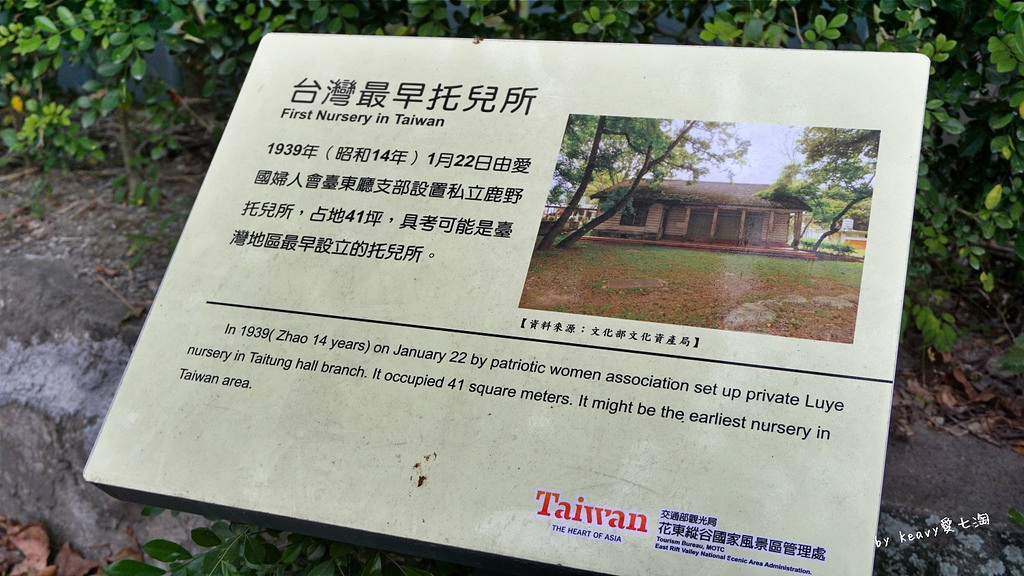 台灣最早托兒所
First Nursery in Taiwan
1939年（昭和14年）1月22日由愛
國婦人會臺東廳支部設置私立鹿野
托兒所，占地41坪，具考可能是臺
灣地區最早設立的托兒所。
【資料來源：文化部文化資產局】
In 1939( Zhao 14 years) on January 22 by patriotic women association set up private Luye
nursery in Taitung hall branch. It occupied 41 square meters. It might be the earliest nursery in
Taiwan area.
Taiwan
THE HEART OF ASIA
交通部觀光局
花東縱谷國家風景區管理處
Tourism Bureau, MOTC
East Rift Valley National Scenic Area Administration.
by keavy愛七淘